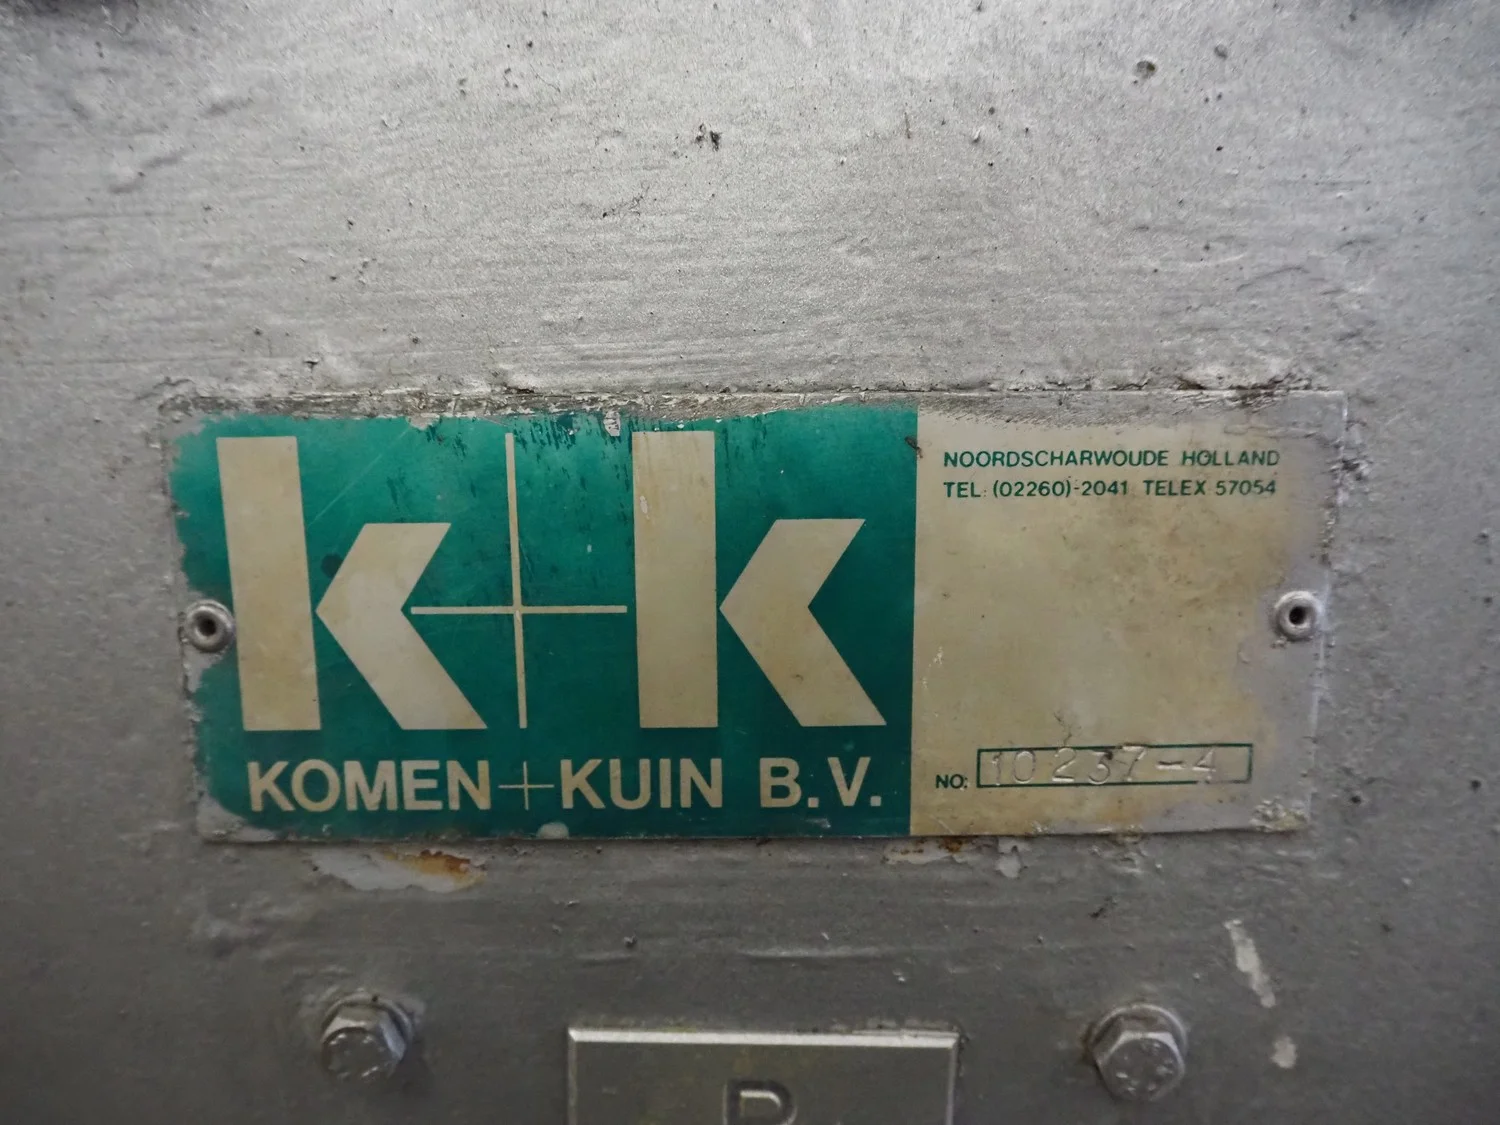 k+k
KOMEN+KUIN B.V.
NOORDSCHARWOUDE HOLLAND
TEL: (02260)-2041 TELEX 57054
NO: 10237-4